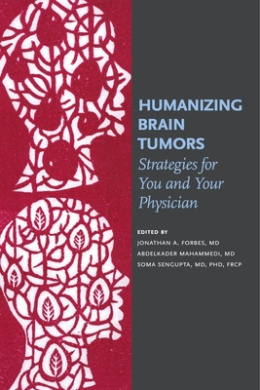 HUMANIZING
BRAIN
TUMORS
Strategies for
You and Your
Physician
EDITED BY
JONATHAN A. FORBES, MD
ABDELKADER MAHAMMEDI, MD
SOMA SENGUPTA, MD, PHD, FRCP